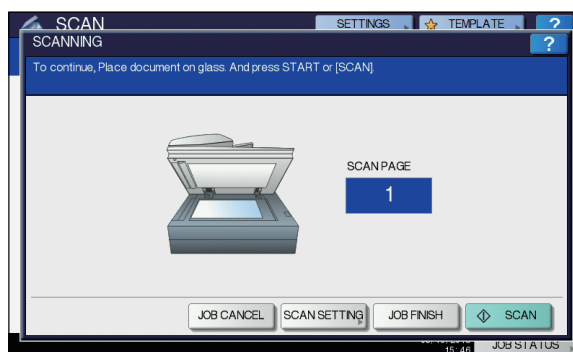 SCAN
SETTINGS
TEMPLATE
?
SCANNING
?
To continue, Place document on glass. And press START or [SCAN].
SCAN PAGE
1
JOB CANCEL
SCAN SETTING
JOB FINISH
SCAN
15:46
JOB STATUS